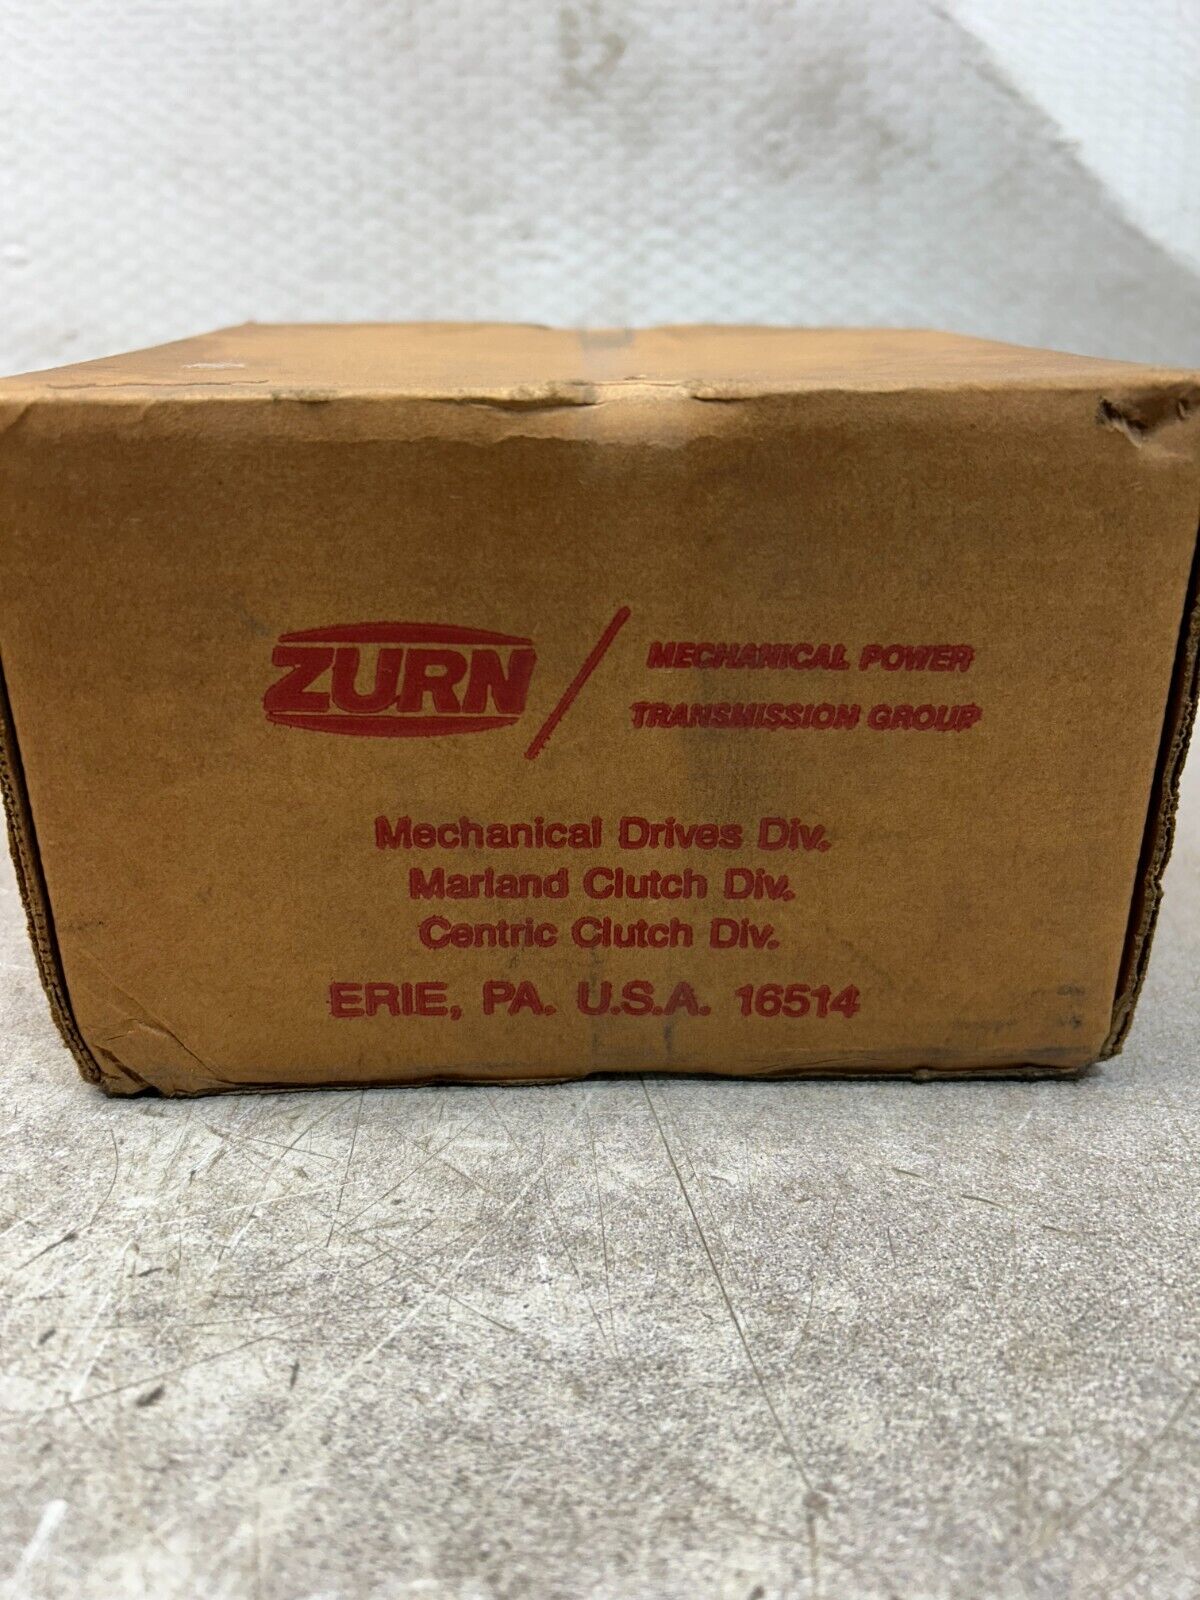 ZURN / MECHANICAL POWER
TRANSMISSION GROUP
Mechanical Drives Div.
Marland Clutch Div.
Centric Clutch Div.
ERIE, PA. U.S.A. 16514